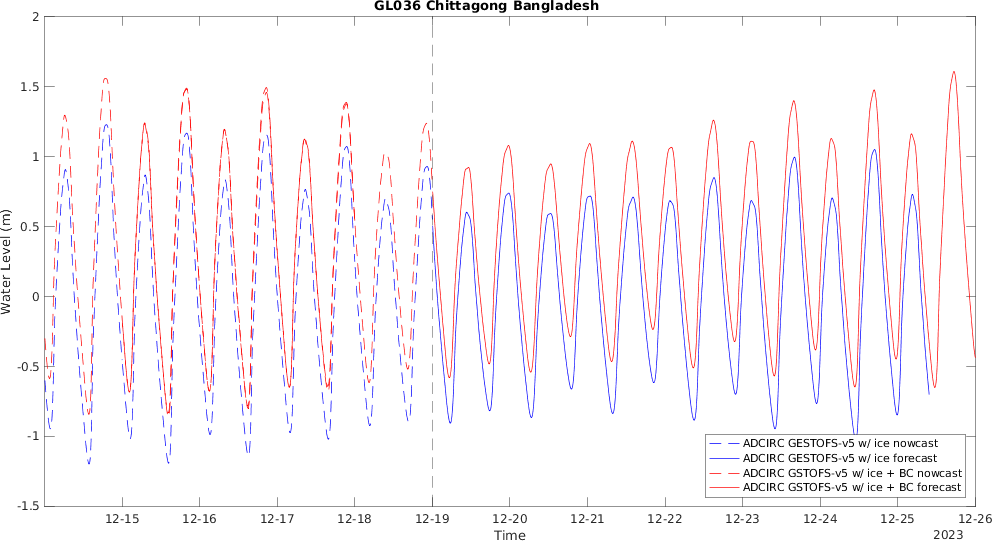 GL036 Chittagong Bangladesh
2
1.5
1
0.5
0
-0.5
-1
-1.5
Water Level (m)
12-15 12-16 12-17 12-18 12-19 12-20 12-21 12-22 12-23 12-24 12-25 12-26
Time
2023
ADCIRC GESTOFS-v5 w/ ice nowcast
ADCIRC GESTOFS-v5 w/ ice forecast
ADCIRC GSTOFS-v5 w/ ice + BC nowcast
ADCIRC GSTOFS-v5 w/ ice + BC forecast